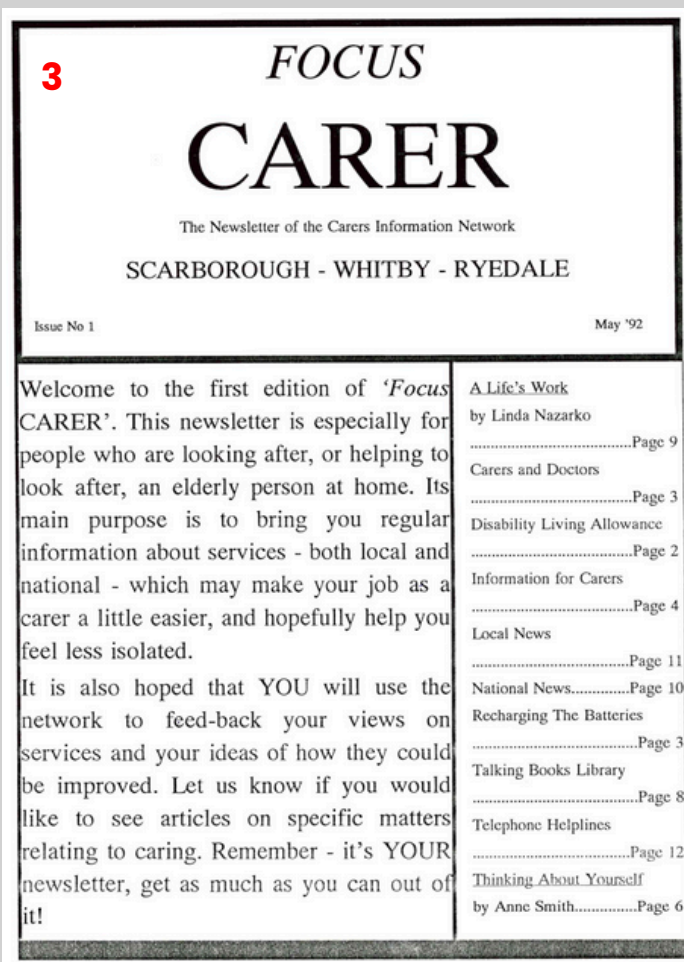 3
FOCUS
CARER
The Newsletter of the Carers Information Network
SCARBOROUGH - WHITBY - RYEDALE
Issue No 1
May '92
Welcome to the first edition of 'Focus
CARER'. This newsletter is especially for
people who are looking after, or helping to
look after, an elderly person at home. Its
main purpose is to bring you regular
information about services - both local and
national - which may make your job as a
carer a little easier, and hopefully help you
feel less isolated.
It is also hoped that YOU will use the
network to feed-back your views on
services and your ideas of how they could
be improved. Let us know if you would
like to see articles on specific matters
relating to caring. Remember - it's YOUR
newsletter, get as much as you can out of
it!
A Life's Work
by Linda Nazarko
......................................Page 9
Carers and Doctors
......................................Page 3
Disability Living Allowance
......................................Page 2
Information for Carers
......................................Page 4
Local News
.....................................Page 11
National News.............Page 10
Recharging The Batteries
.......................................Page 3
Talking Books Library
.......................................Page 8
Telephone Helplines
.....................................Page 12
Thinking About Yourself
by Anne Smith..............Page 6